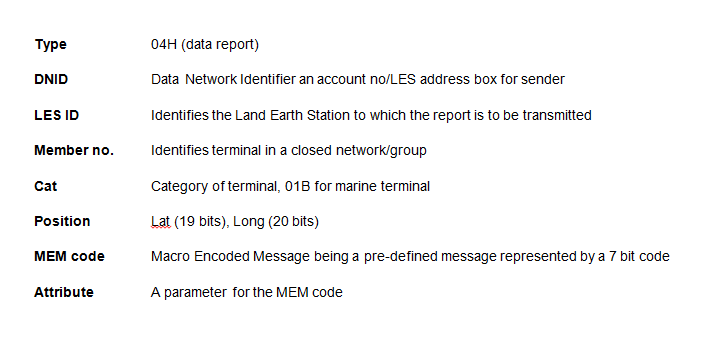 Type 04H (data report)
DNID Data Network Identifier an account no/LES address box for sender
LES ID Identifies the Land Earth Station to which the report is to be transmitted
Member no. Identifies terminal in a closed network/group
Cat Category of terminal, 01B for marine terminal
Position Lat (19 bits), Long (20 bits)
MEM code Macro Encoded Message being a pre-defined message represented by a 7 bit code
Attribute A parameter for the MEM code